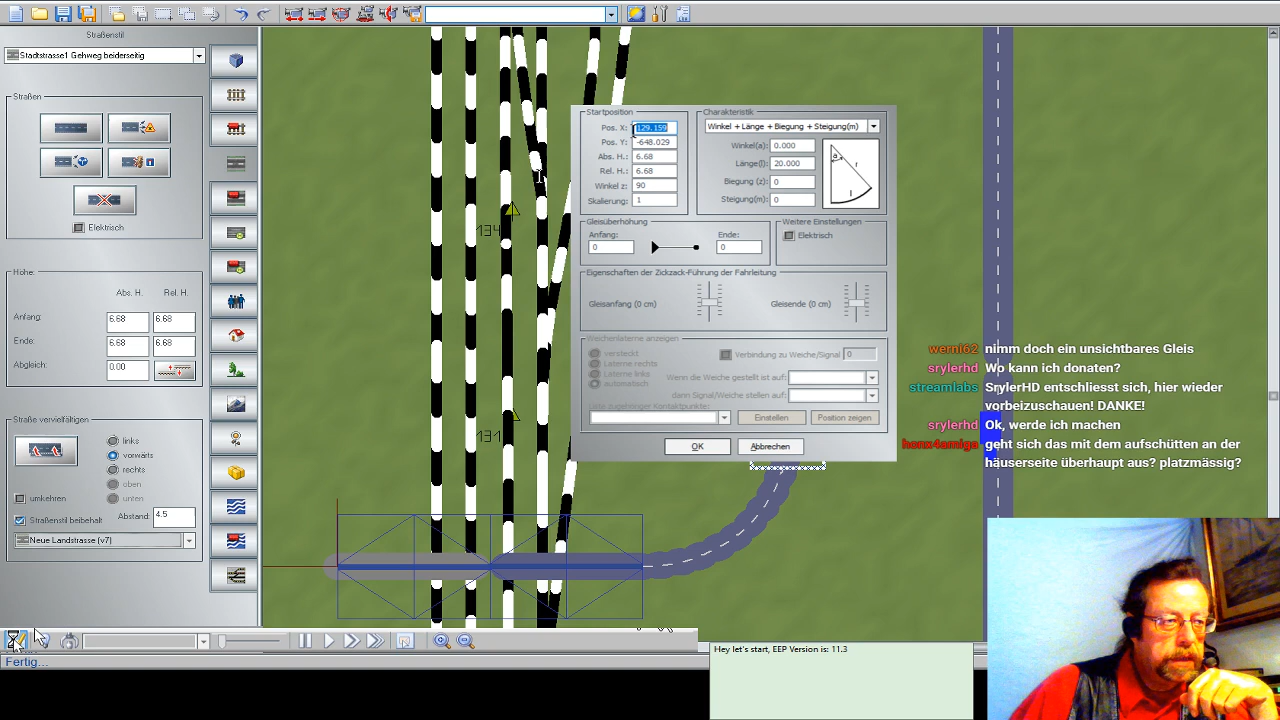 Straßenstil
Stadtstrasse1 Gehweg beiderseitig
Straßen
Elektrisch
Höhe:
Abs. H.
Rel. H.
Anfang:
6.68
6.68
Ende:
6.68
6.68
Abgleich:
0.00
Straße vervielfältigen
links
vorwärts
rechts
oben
unten
umkehren
Straßenstil beibehalt
Abstand:
4.5
Neue Landstrasse (v7)
Fertig...
134
131
Startposition
Pos. X:
129.159
Pos. Y:
-648.029
Abs. H.:
6.68
Rel. H.:
6.68
Winkel z:
90
Skalierung:
1
Charakteristik
Winkel + Länge + Biegung + Steigung(m)
Winkel(a):
0.000
Länge(l):
20.000
Biegung (z):
0
Steigung(m):
0
a
r
l
Gleisüberhöhung
Anfang:
0
Ende:
0
Weitere Einstellungen
Elektrisch
Eigenschaften der Zickzack-Führung der Fahrleitung
Gleisanfang (0 cm)
Gleisende (0 cm)
Weichenlaterne anzeigen
versteckt
Laterne rechts
Laterne links
automatisch
Verbindung zu Weiche/Signal
0
Wenn die Weiche gestellt ist auf:
dann Signal/Weiche stellen auf:
Liste zugehöriger Kontaktpunkte:
Einstellen
Position zeigen
OK
Abbrechen
werni62 nimm doch ein unsichtbares Gleis
srylerhd Wo kann ich donaten?
streamlabs SrylerHD entschliesst sich, hier wieder
vorbeizuschauen! DANKE!
srylerhd Ok, werde ich machen
honx4amiga geht sich das mit dem aufschütten an der
häuserseite überhaupt aus? platzmässig?
Hey let's start, EEP Version is: 11.3